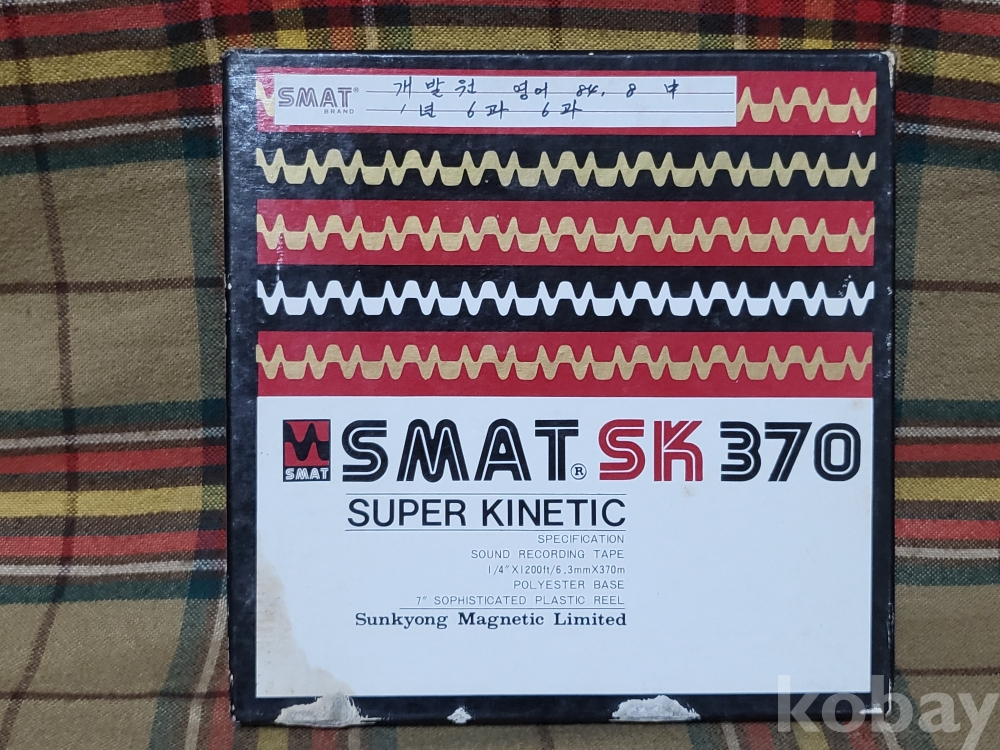 SMAT® 개발원 영어 84. 8 中
BRAND 1년 6과 6과
SMAT
SMAT® SK 370
SUPER KINETIC
SPECIFICATION
SOUND RECORDING TAPE
1/4"X1200ft/6.3mmX370m
POLYESTER BASE
7" SOPHISTICATED PLASTIC REEL
Sunkyong Magnetic Limited
kobay